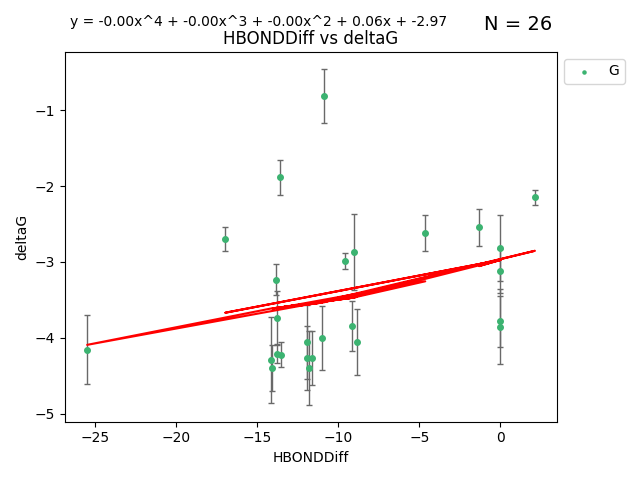 y = -0.00x^4 + -0.00x^3 + -0.00x^2 + 0.06x + -2.97
N = 26
HBONDDiff vs deltaG
G
−1
−2
−3
−4
−5
deltaG
−25
−20
−15
−10
−5
0
HBONDDiff